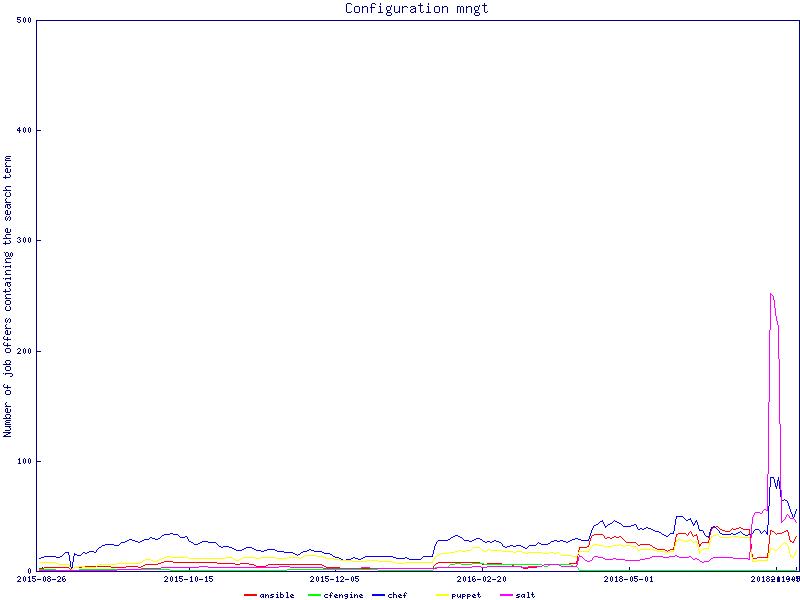 Configuration mngt
Number of job offers containing the search term
500
400
300
200
100
0
2015-08-26 2015-10-15 2015-12-05 2016-02-20 2018-05-01
ansible cfengine chef puppet salt